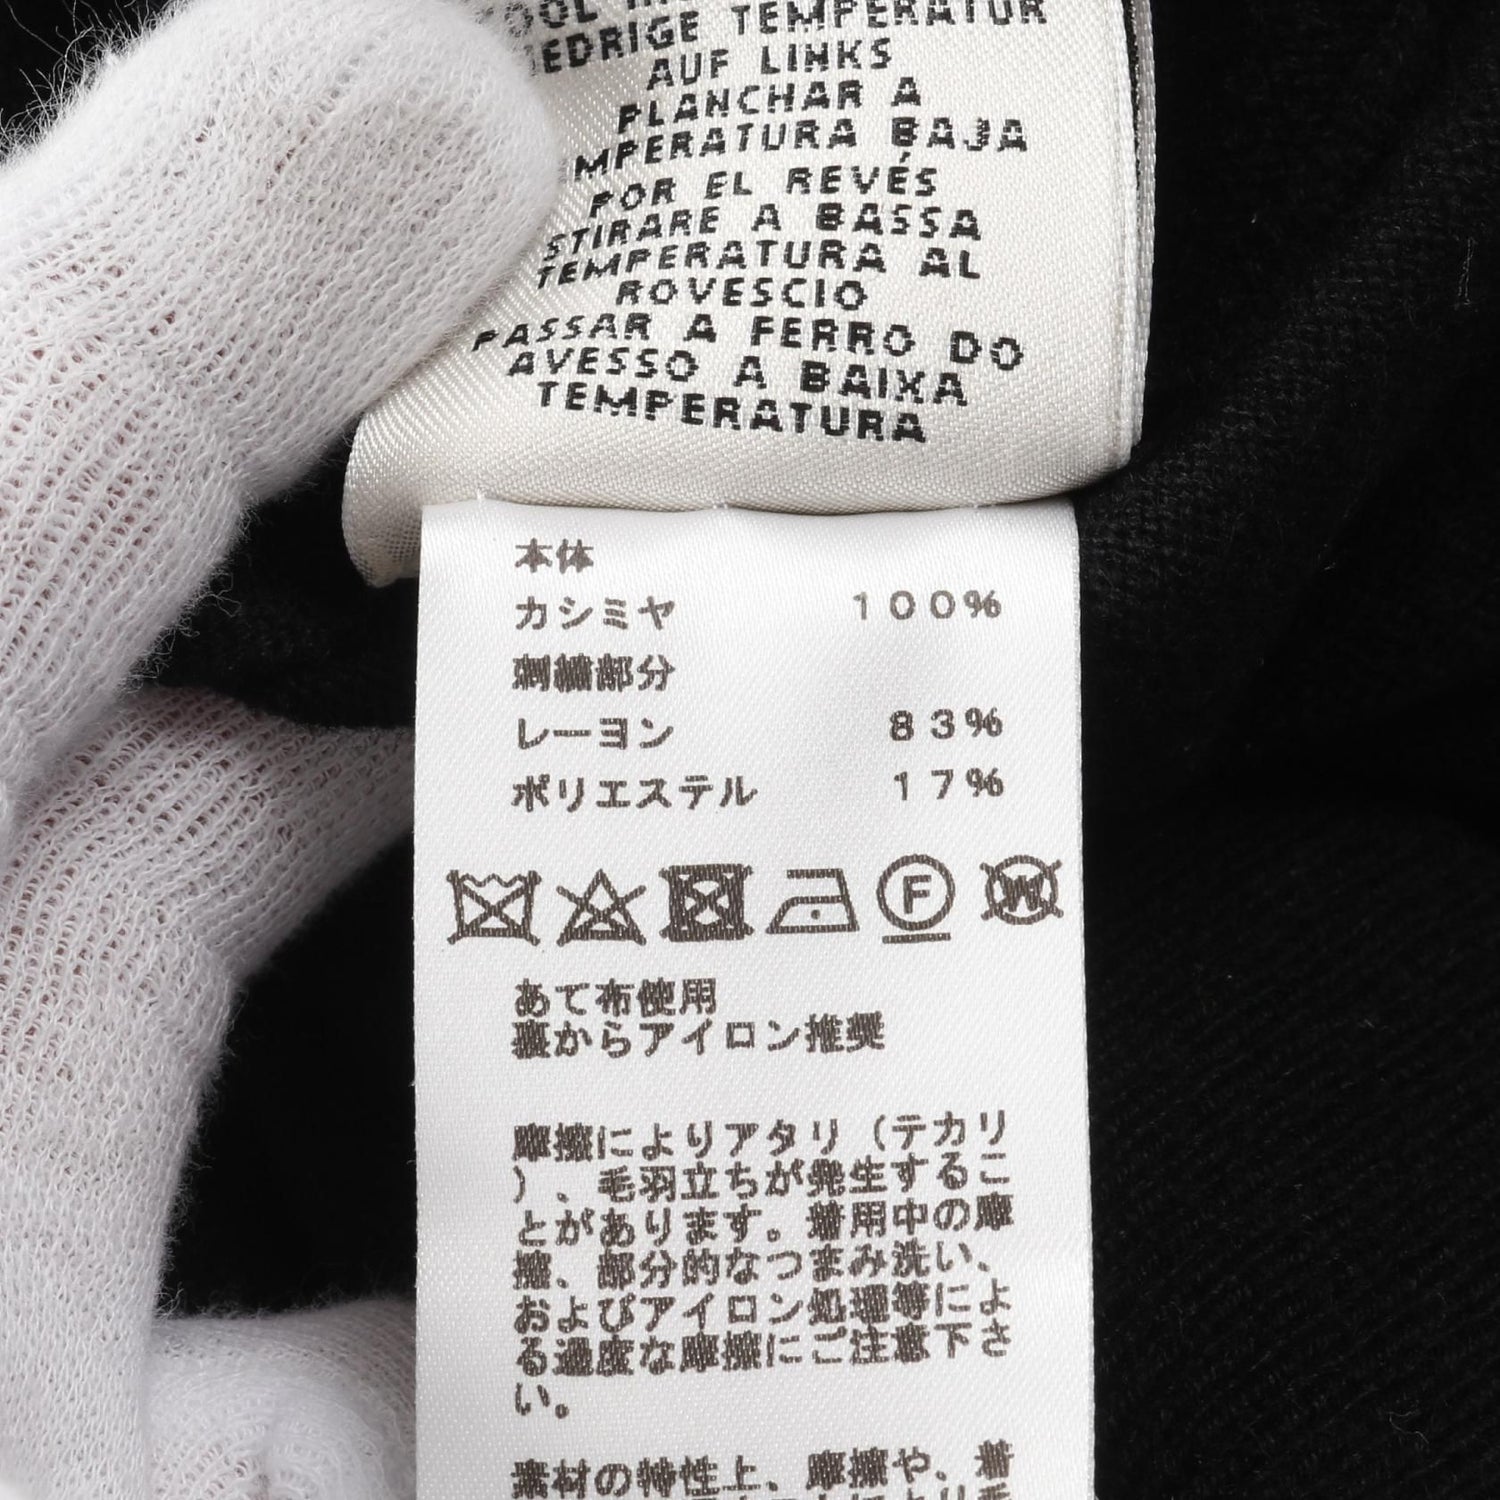 TEMPERATUR
AUF LINKS
PLANCHAR A
BAJA
POR EL REVÉS
STIRARE A BASSA
TEMPERATURA AL
ROVESCIO
PASSAR A FERRO DO
AVESSO A BAIXA
TEMPERATURA
本体
カシミヤ 100%
刺繍部分
レーヨン 83%
ポリエステル 17%
F W
あて布使用
裏からアイロン推奨
摩擦によりアタリ（テカリ
）、毛羽立ちが発生するこ
とがあります。着用中の摩
擦、部分的なつまみ洗い、
およびアイロン処理等によ
る過度な摩擦にご注意下さ
い。
素材の特性上、摩擦や、着